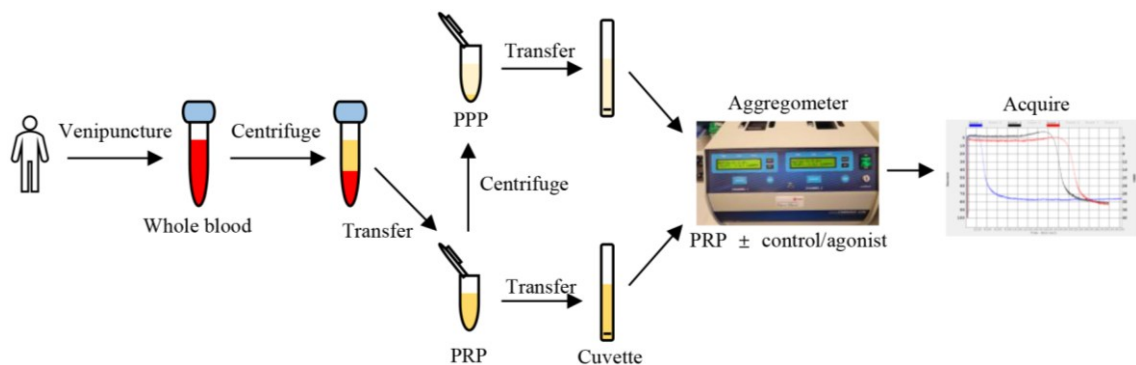 Venipuncture
Centrifuge
Whole blood
Transfer
PPP
Transfer
Centrifuge
PRP
Transfer
Cuvette
Aggregometer
PRP ± control/agonist
Acquire